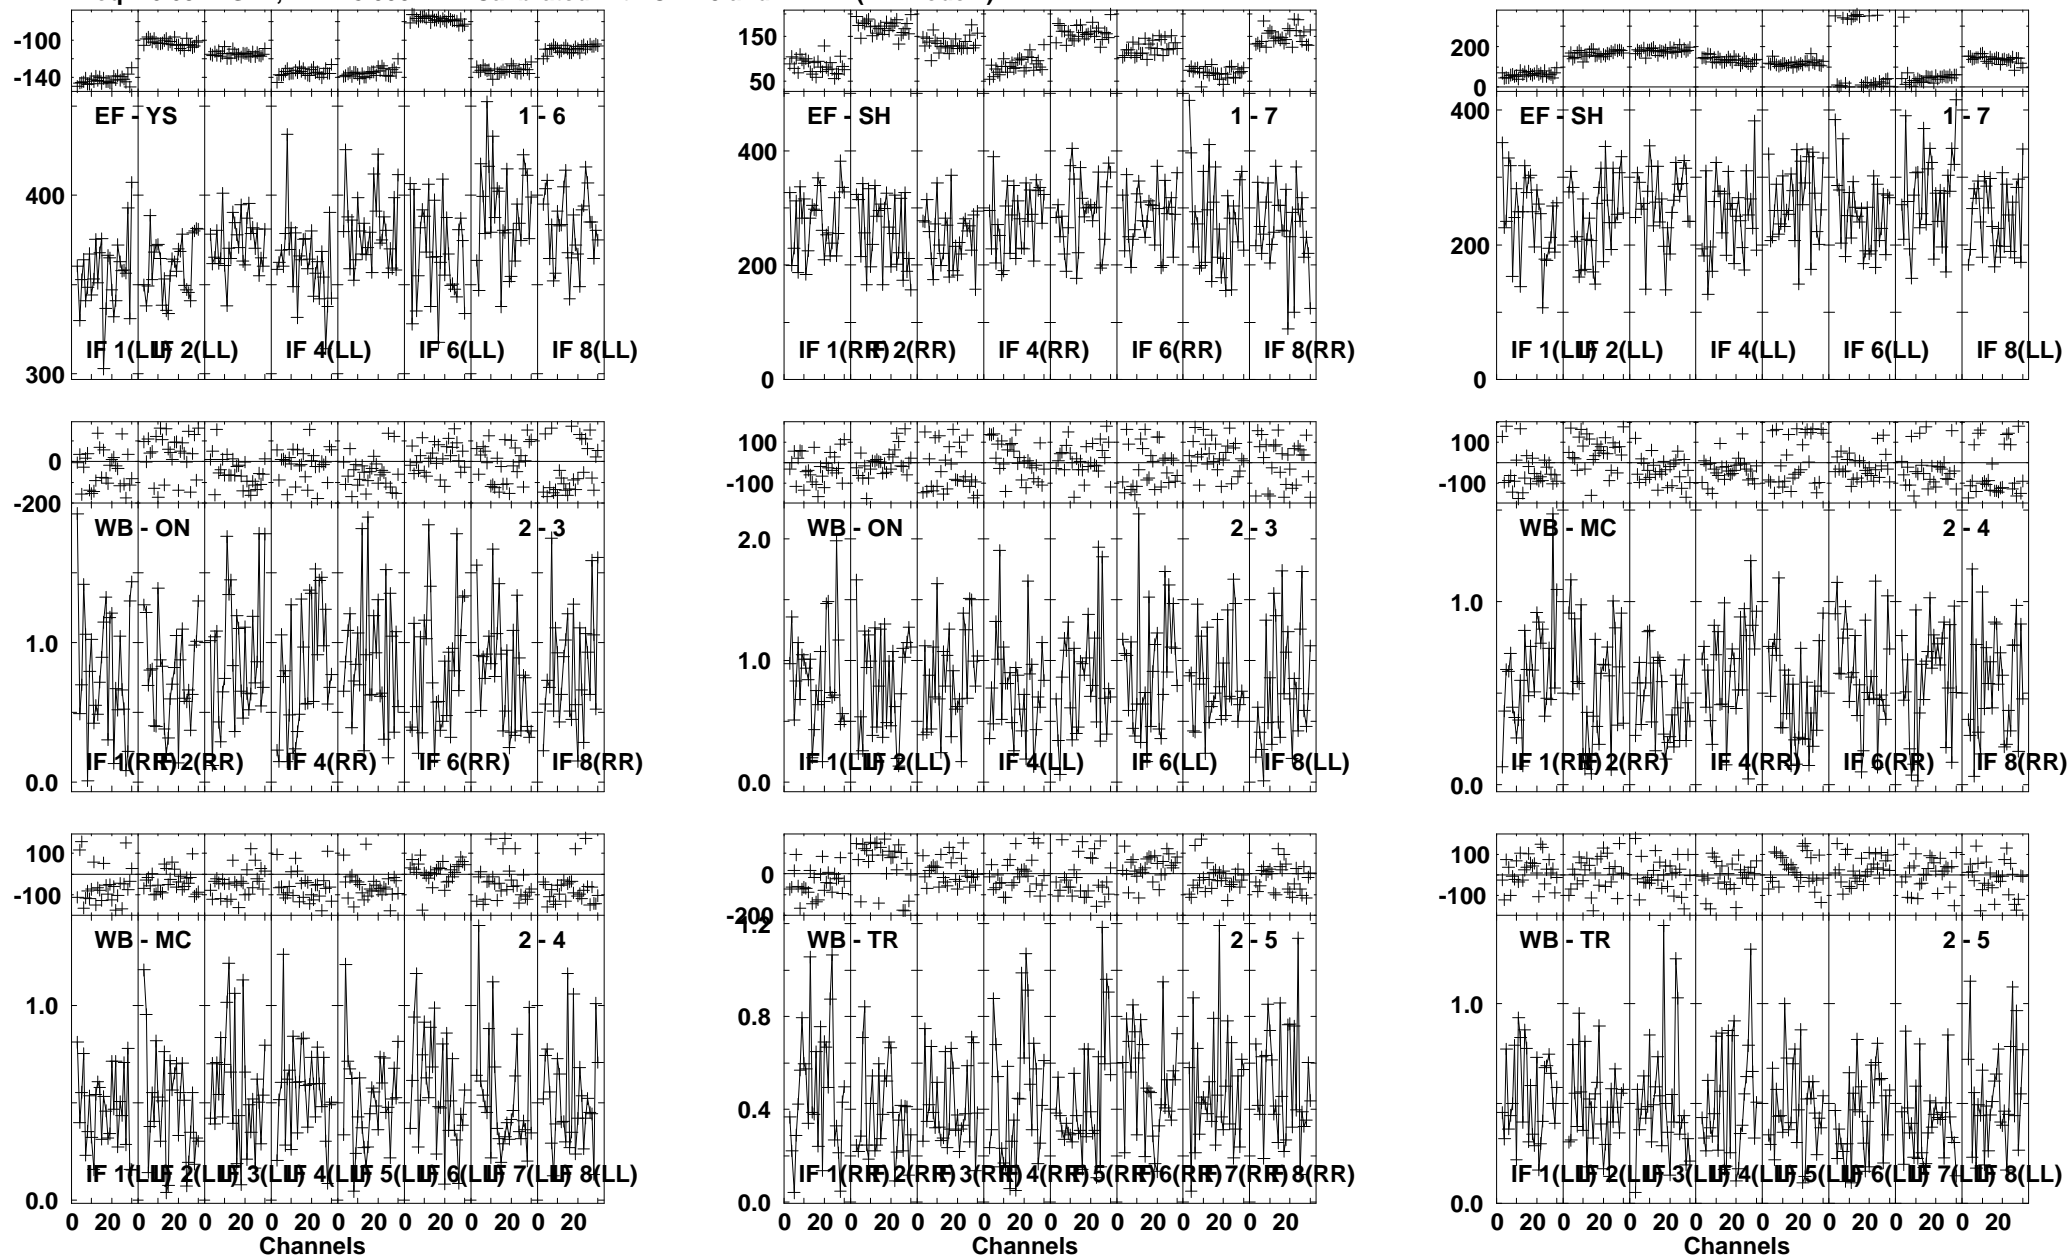 -100
-140
EF - YS 1 - 6
400
300
IF 1(LL) IF 2(LL) IF 4(LL) IF 6(LL) IF 8(LL)
150
50
EF - SH 1 - 7
400
200
0
IF 1(RR) IF 2(RR) IF 4(RR) IF 6(RR) IF 8(RR)
200
0
EF - SH 1 - 7
400
200
0
IF 1(LL) IF 2(LL) IF 4(LL) IF 6(LL) IF 8(LL)
0
-200
WB - ON 2 - 3
1.0
0.0
IF 1(RR) IF 2(RR) IF 4(RR) IF 6(RR) IF 8(RR)
100
-100
WB - ON 2 - 3
2.0
1.0
0.0
IF 1(LL) IF 2(LL) IF 4(LL) IF 6(LL) IF 8(LL)
100
-100
WB - MC 2 - 4
1.0
0.0
IF 1(RR) IF 2(RR) IF 4(RR) IF 6(RR) IF 8(RR)
100
-100
WB - MC 2 - 4
1.0
0.0
IF 1(LL) IF 2(LL) IF 3(LL) IF 4(LL) IF 5(LL) IF 6(LL) IF 7(LL) IF 8(LL)
0 20 0 20 0 20 0 20 0 20 0 20 0 20 0 20
Channels
0
-200
1.2
WB - TR 2 - 5
0.8
0.4
0.0
IF 1(RR) IF 2(RR) IF 3(RR) IF 4(RR) IF 5(RR) IF 6(RR) IF 7(RR) IF 8(RR)
0 20 0 20 0 20 0 20 0 20 0 20 0 20 0 20
Channels
100
-100
WB - TR 2 - 5
1.0
0.0
IF 1(LL) IF 2(LL) IF 3(LL) IF 4(LL) IF 5(LL) IF 6(LL) IF 7(LL) IF 8(LL)
0 20 0 20 0 20 0 20 0 20 0 20 0 20 0 20
Channels